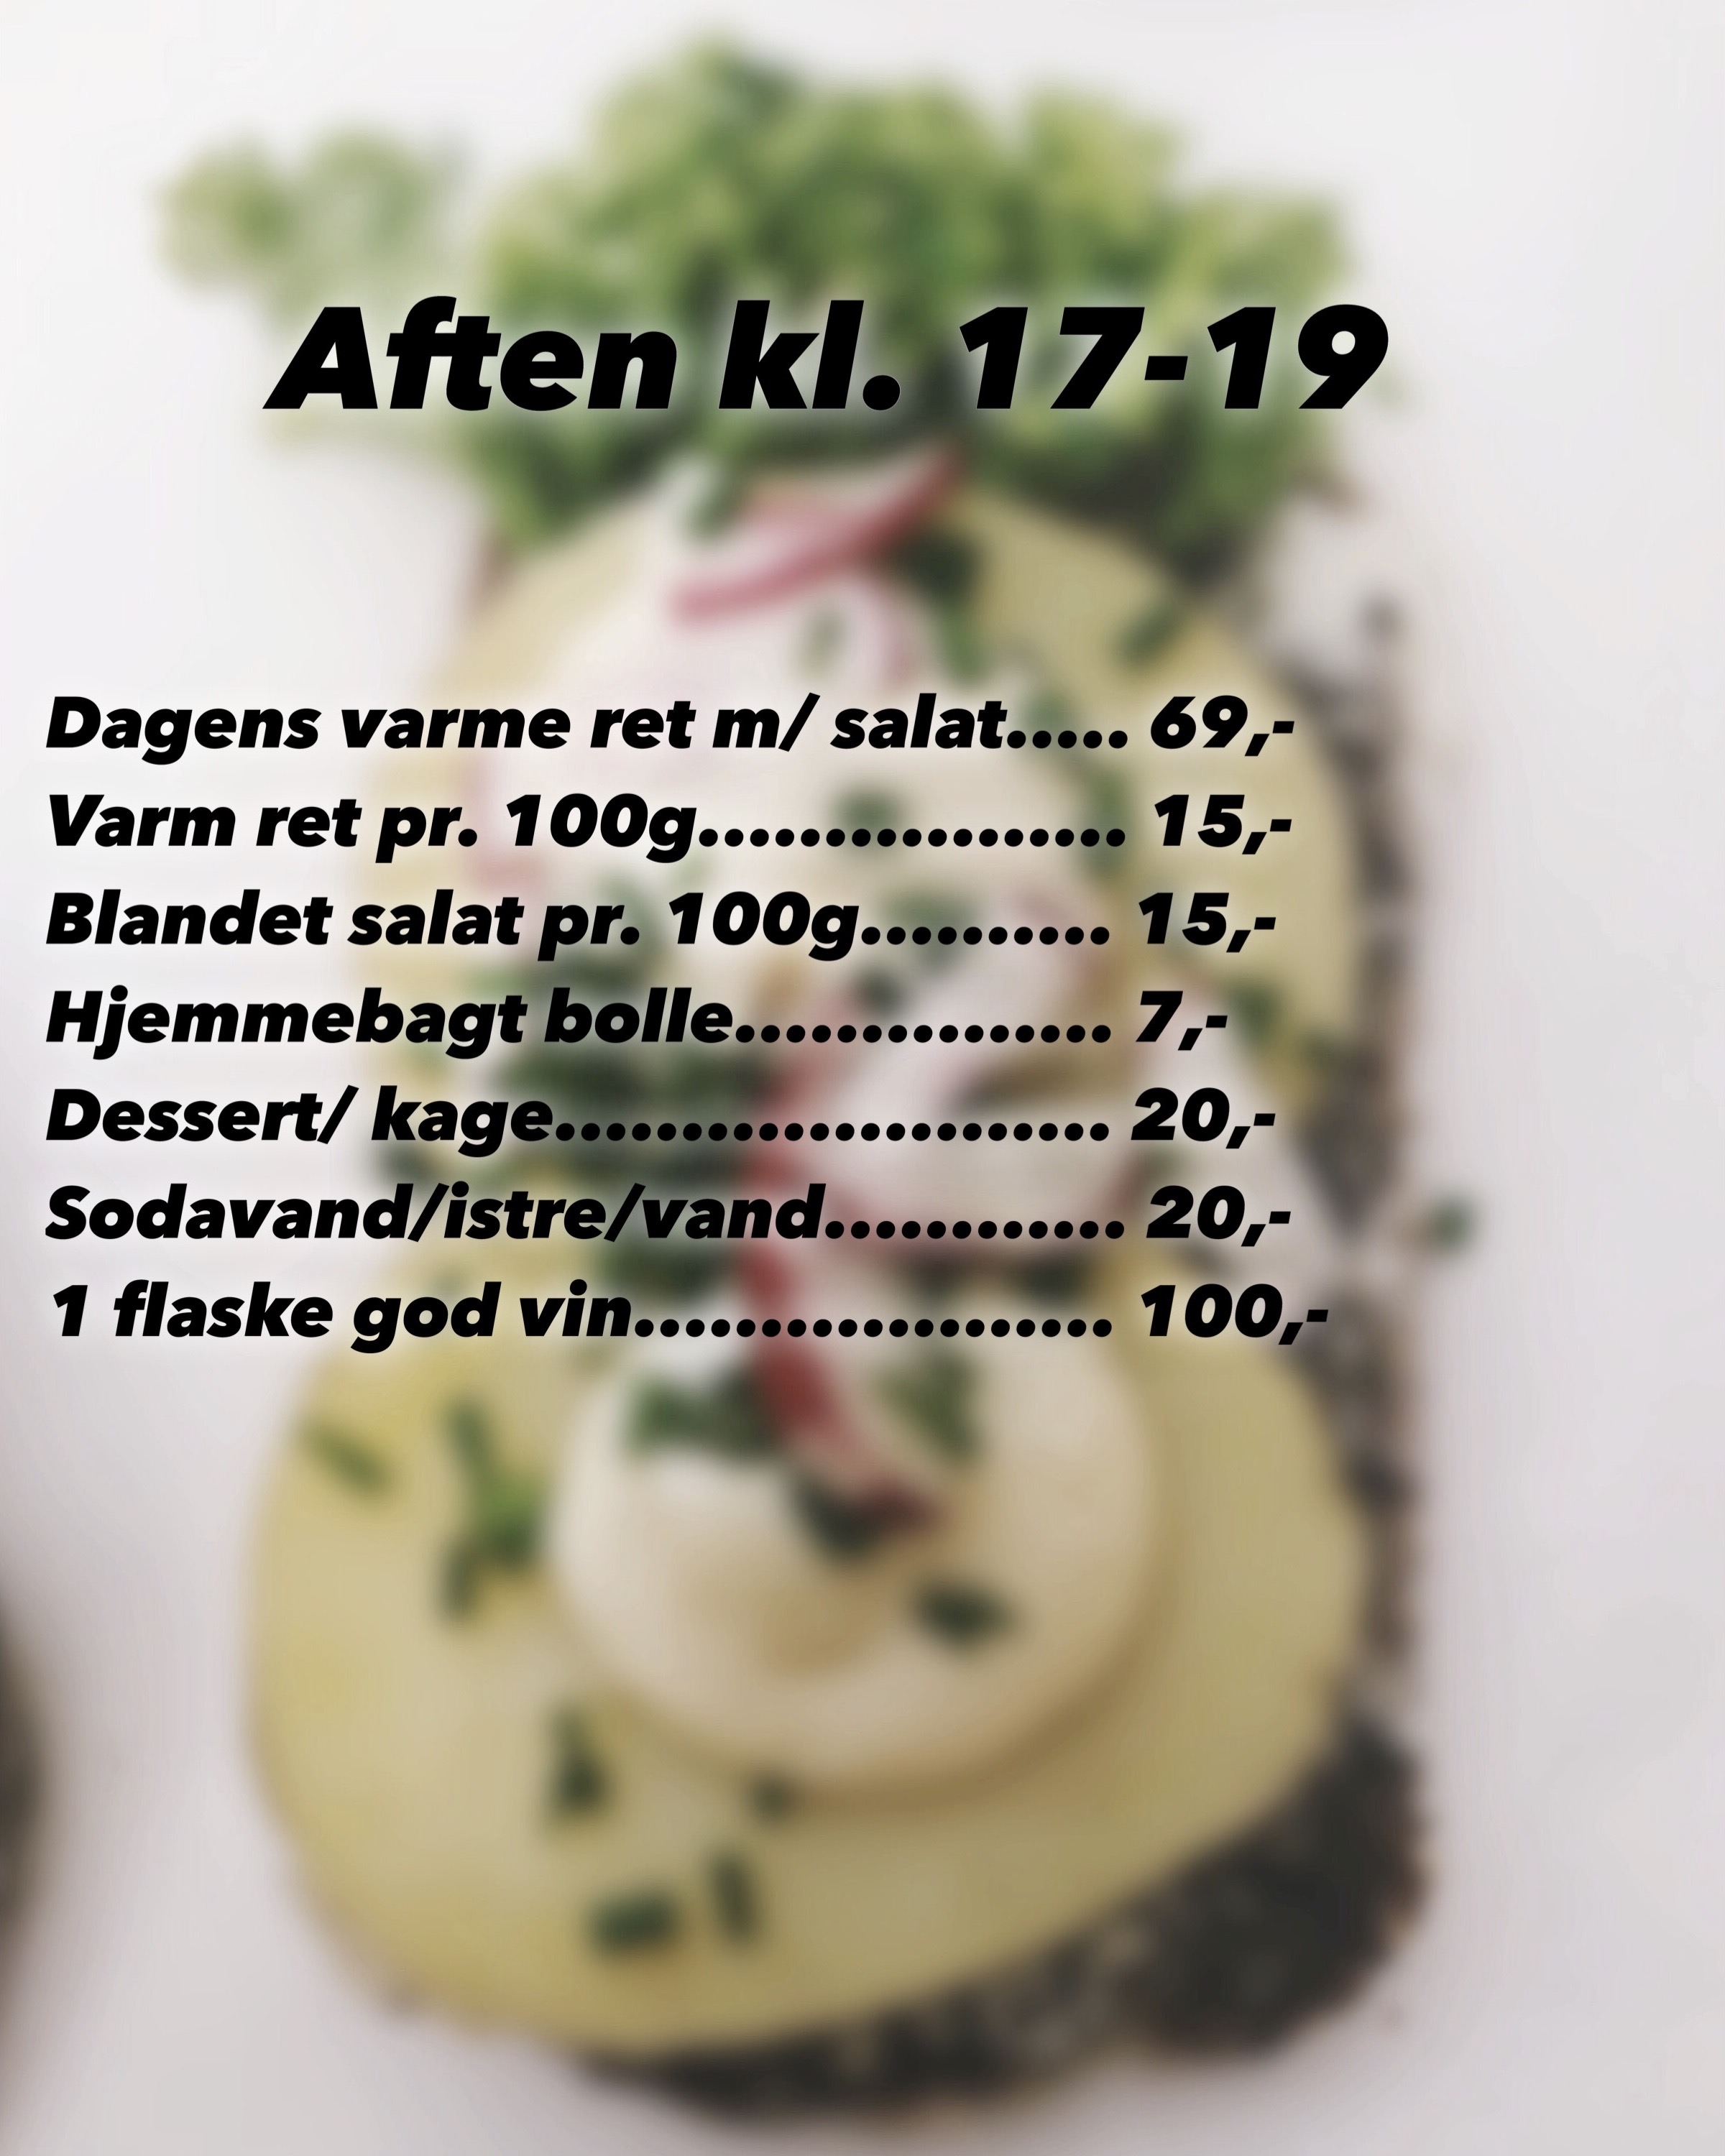 Aften kl. 17-19
Dagens varme ret m/ salat..... 69,-
Varm ret pr. 100g................. 15,-
Blandet salat pr. 100g.......... 15,-
Hjemmebagt bolle............... 7,-
Dessert/ kage...................... 20,-
Sodavand/istre/vand............ 20,-
1 flaske god vin................... 100,-